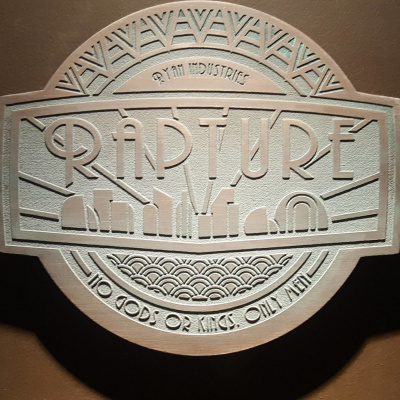 RYAN INDUSTRIES
RAPTURE
NO GODS OR KINGS. ONLY MEN